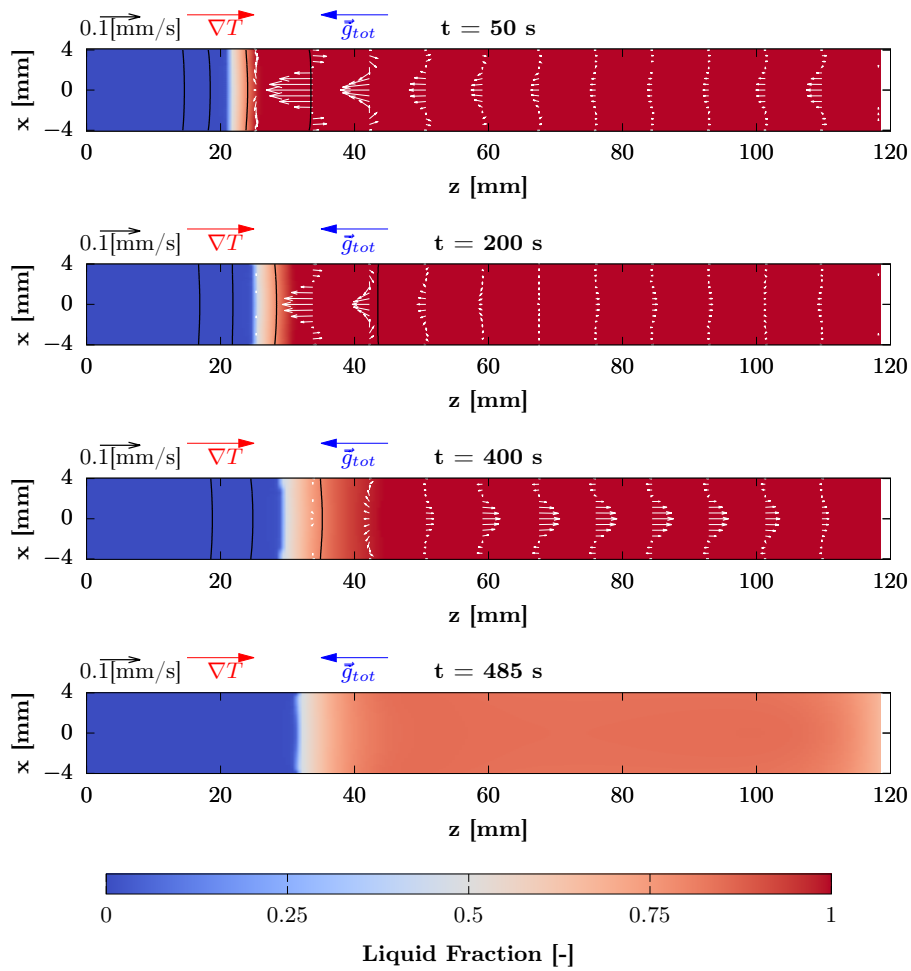 0.1[mm/s] ∇T g⃗tot t = 50 s
x [mm]
4
0
−4
0 20 40 60 80 100 120
z [mm]
0.1[mm/s] ∇T g⃗tot t = 200 s
x [mm]
4
0
−4
0 20 40 60 80 100 120
z [mm]
0.1[mm/s] ∇T g⃗tot t = 400 s
x [mm]
4
0
−4
0 20 40 60 80 100 120
z [mm]
0.1[mm/s] ∇T g⃗tot t = 485 s
x [mm]
4
0
−4
0 20 40 60 80 100 120
z [mm]
0 0.25 0.5 0.75 1
Liquid Fraction [-]